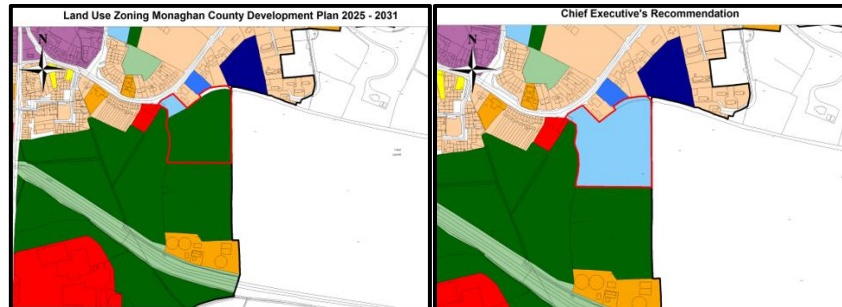 Land Use Zoning Monaghan County Development Plan 2025 - 2031
N
Chief Executive's Recommendation
N